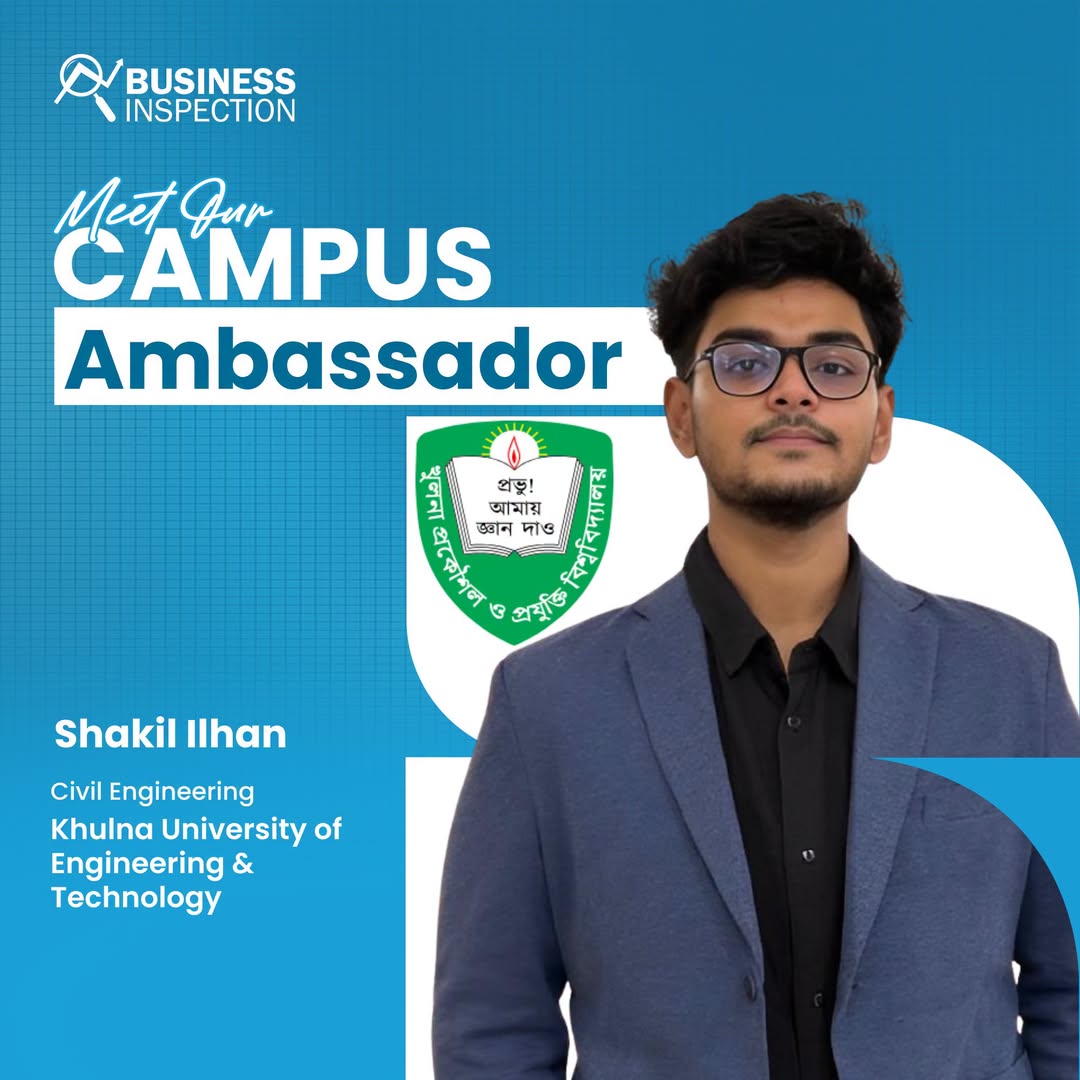 BUSINESS
INSPECTION
Meet Our
CAMPUS
Ambassador
প্রভু!
আমায়
জ্ঞান দাও
খুলনা প্রকৌশল ও প্রযুক্তি বিশ্ববিদ্যালয়
Shakil Ilhan
Civil Engineering
Khulna University of
Engineering &
Technology